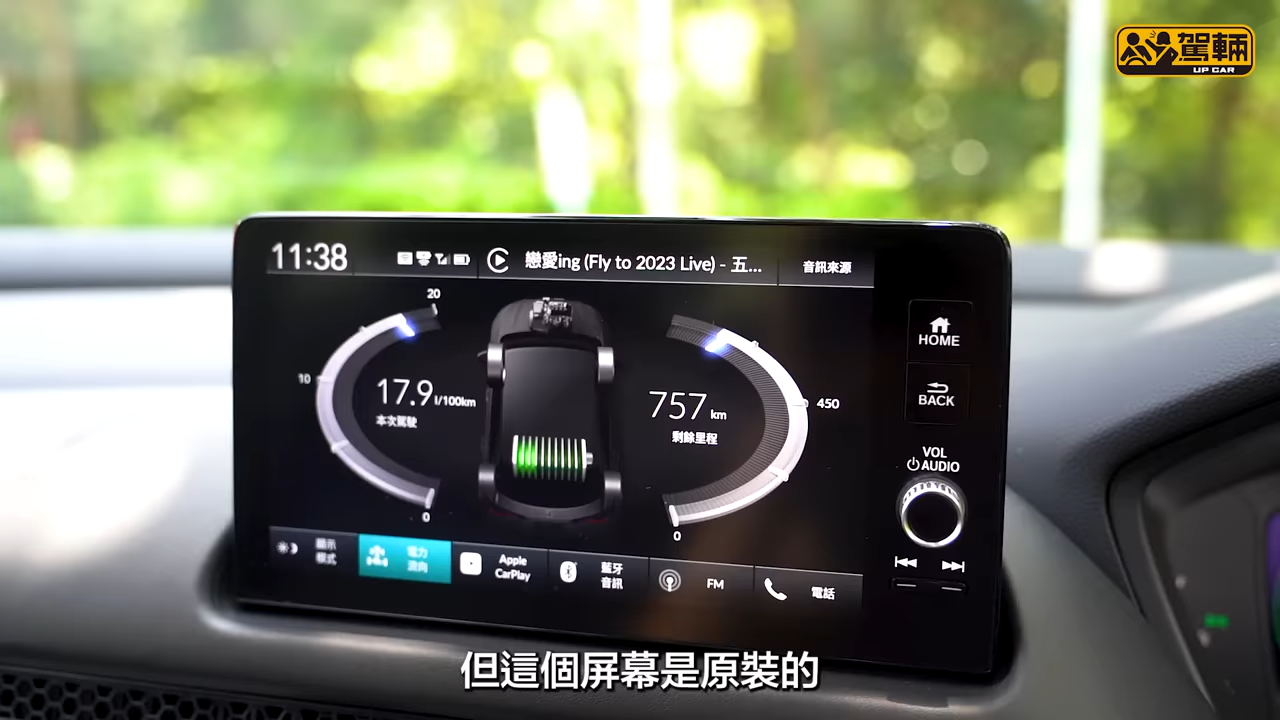 駕輛
UP CAR
11:38
戀愛ing (Fly to 2023 Live) - 五...
音訊來源
20
10
0
17.9 l/100km
本次駕駛
757 km
剩餘里程
450
0
HOME
BACK
VOL
AUDIO
顯示
模式
電力
流向
Apple
CarPlay
藍牙
音訊
FM
電話
但這個屏幕是原裝的